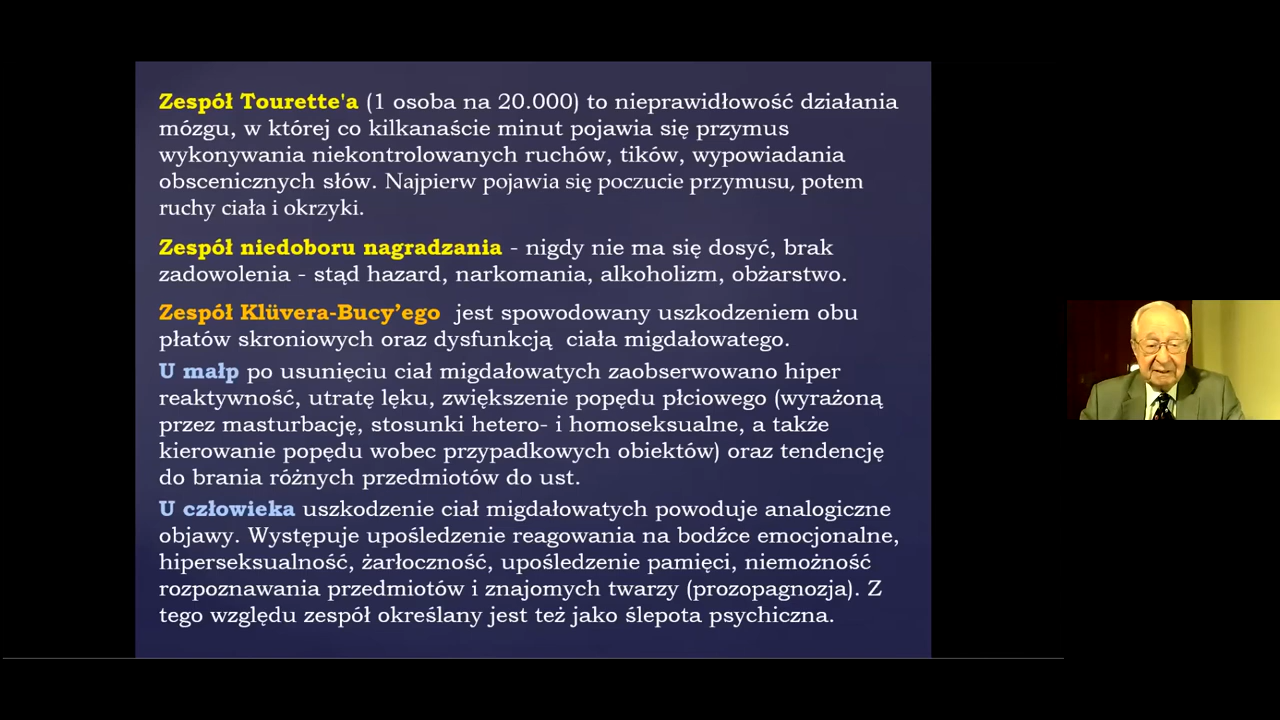 Zespół Tourette'a (1 osoba na 20.000) to nieprawidłowość działania
mózgu, w której co kilkanaście minut pojawia się przymus
wykonywania niekontrolowanych ruchów, tików, wypowiadania
obscenicznych słów. Najpierw pojawia się poczucie przymusu, potem
ruchy ciała i okrzyki.
Zespół niedoboru nagradzania - nigdy nie ma się dosyć, brak
zadowolenia - stąd hazard, narkomania, alkoholizm, obżarstwo.
Zespół Klüvera-Bucy’ego jest spowodowany uszkodzeniem obu
płatów skroniowych oraz dysfunkcją ciała migdałowatego.
U małp po usunięciu ciał migdałowatych zaobserwowano hiper
reaktywność, utratę lęku, zwiększenie popędu płciowego (wyrażoną
przez masturbację, stosunki hetero- i homoseksualne, a także
kierowanie popędu wobec przypadkowych obiektów) oraz tendencję
do brania różnych przedmiotów do ust.
U człowieka uszkodzenie ciał migdałowatych powoduje analogiczne
objawy. Występuje upośledzenie reagowania na bodźce emocjonalne,
hiperseksualność, żarłoczność, upośledzenie pamięci, niemożność
rozpoznawania przedmiotów i znajomych twarzy (prozopagnozja). Z
tego względu zespół określany jest też jako ślepota psychiczna.